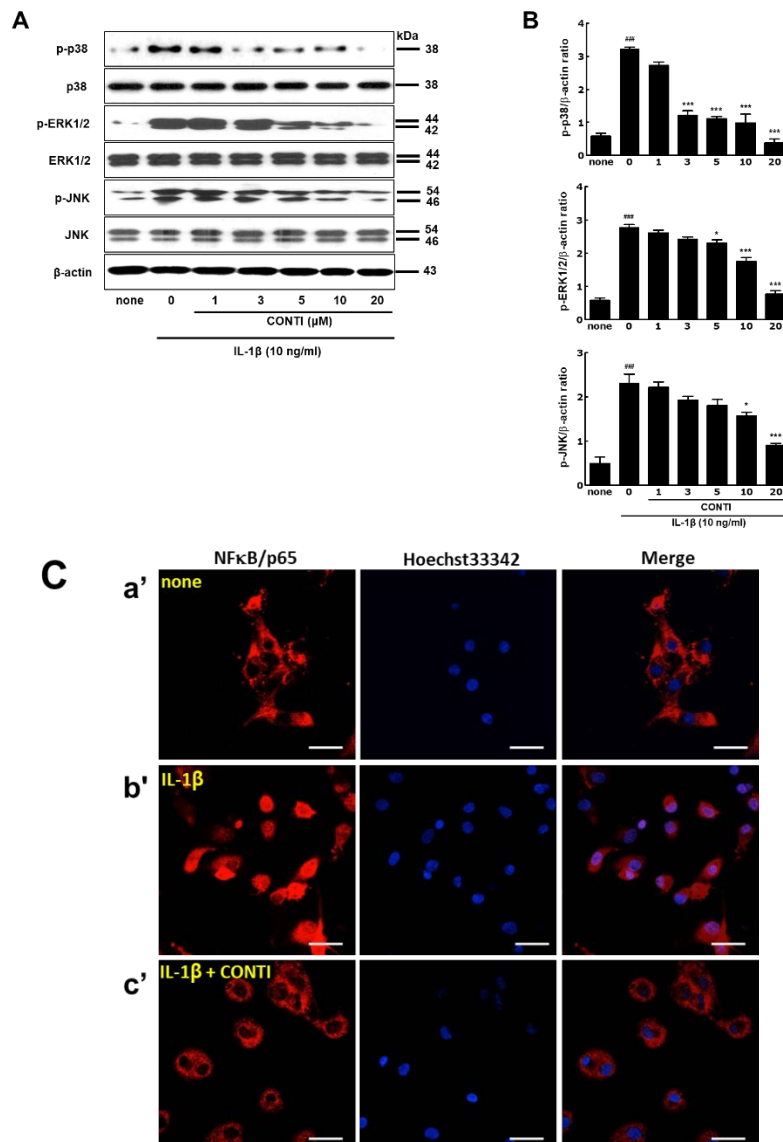 A
kDa
p-p38
38
p38
38
p-ERK1/2
44
42
ERK1/2
44
42
p-JNK
54
46
JNK
54
46
β-actin
43
none 0 1 3 5 10 20
CONTI (μM)
IL-1β (10 ng/ml)
B
p-p38/β-actin ratio
4
3
2
1
0
###
***
***
***
***
none 0 1 3 5 10 20
p-ERK1/2/β-actin ratio
4
3
2
1
0
###
*
***
***
none 0 1 3 5 10 20
p-JNK/β-actin ratio
3
2
1
0
###
*
***
none 0 1 3 5 10 20
CONTI
IL-1β (10 ng/ml)
C
NFκB/p65 Hoechst33342 Merge
a’
none
b'
IL-1β
c’
IL-1β + CONTI